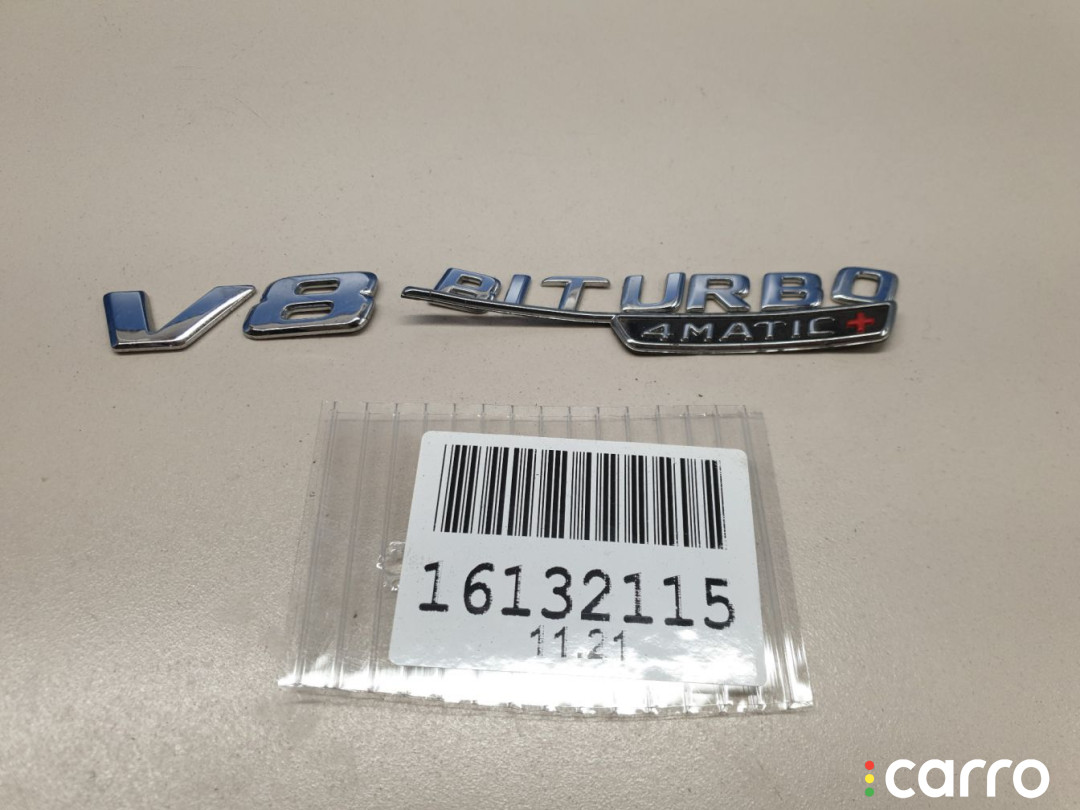 V8 BITURBO
4MATIC+
16132115
11.21
carro